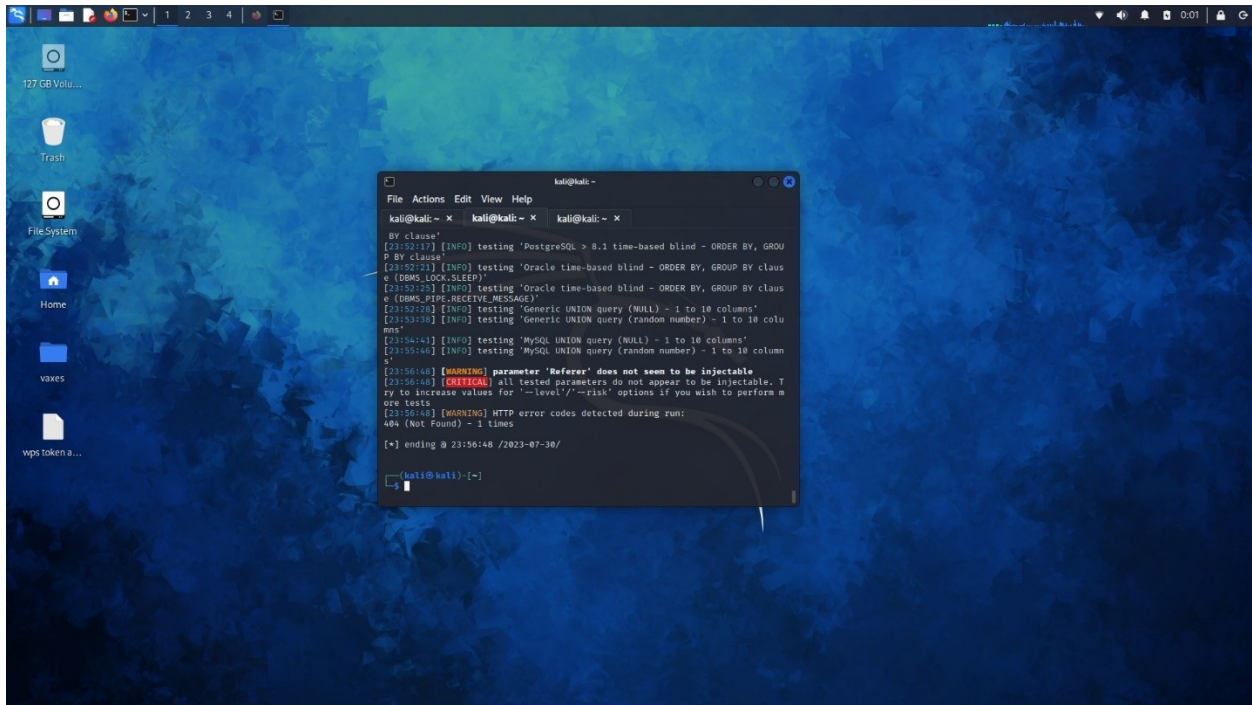 1 2 3 4
0:01
127 GB Volu...
Trash
File System
Home
vaxes
wps token a...
kali@kali: ~
File Actions Edit View Help
kali@kali: ~ × kali@kali: ~ × kali@kali: ~ ×
BY clause'
[23:52:17] [INFO] testing 'PostgreSQL > 8.1 time-based blind - ORDER BY, GROU
P BY clause'
[23:52:21] [INFO] testing 'Oracle time-based blind - ORDER BY, GROUP BY claus
e (DBMS_LOCK.SLEEP)'
[23:52:25] [INFO] testing 'Oracle time-based blind - ORDER BY, GROUP BY claus
e (DBMS_PIPE.RECEIVE_MESSAGE)'
[23:52:28] [INFO] testing 'Generic UNION query (NULL) - 1 to 10 columns'
[23:53:38] [INFO] testing 'Generic UNION query (random number) - 1 to 10 colu
mns'
[23:54:41] [INFO] testing 'MySQL UNION query (NULL) - 1 to 10 columns'
[23:55:46] [INFO] testing 'MySQL UNION query (random number) - 1 to 10 column
s'
[23:56:48] [WARNING] parameter 'Referer' does not seem to be injectable
[23:56:48] [CRITICAL] all tested parameters do not appear to be injectable. T
ry to increase values for '--level'/'--risk' options if you wish to perform m
ore tests
[23:56:48] [WARNING] HTTP error codes detected during run:
404 (Not Found) - 1 times
[*] ending @ 23:56:48 /2023-07-30/
┌──(kali㉿kali)-[~]
└─$